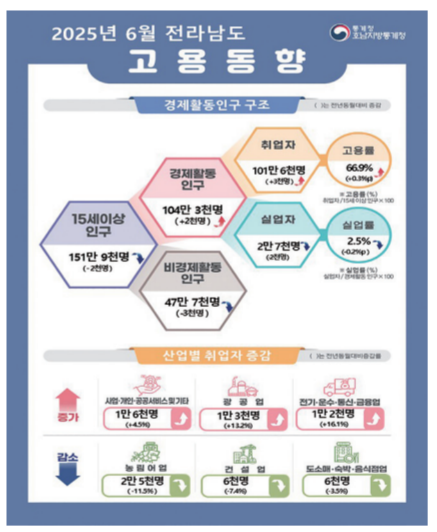 2025년 6월 전라남도
통계청
호남지방통계청
고용동향
경제활동인구 구조
( )는 전년동월대비 증감
취업자
101만 6천명
(+3천명)
고용률
66.9%
(+0.3%p)
※ 고용률(%)
취업자/15세이상 인구×100
경제활동
인구
104만 3천명
(+2천명)
15세이상
인구
151만 9천명
(-2천명)
실업자
2만 7천명
(2천명)
실업률
2.5%
(-0.2%p)
※ 실업률(%)
실업자/경제활동인구×100
비경제활동
인구
47만 7천명
(-3천명)
산업별 취업자 증감
( )는 전년동월대비증감률
증가
사업·개인·공공서비스및기타
1만 6천명
(+4.5%)
광공업
1만 3천명
(+13.2%)
전기·운수·통신·금융업
1만 2천명
(+16.1%)
감소
농림어업
2만 5천명
(-11.5%)
건설업
6천명
(-7.4%)
도소매·숙박·음식점업
6천명
(-3.5%)